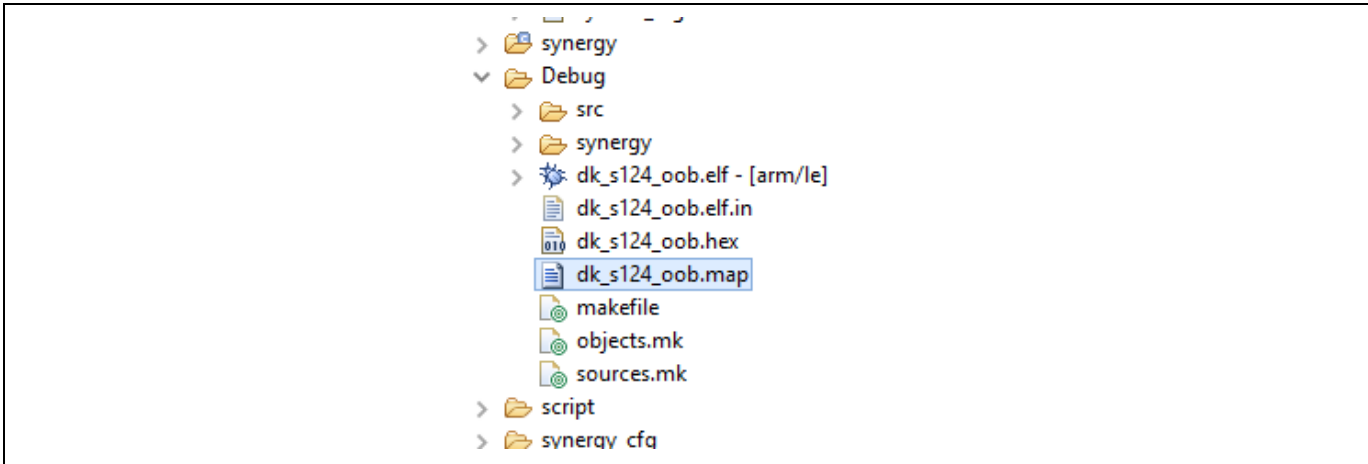 synergy
Debug
src
synergy
dk_s124_oob.elf - [arm/le]
dk_s124_oob.elf.in
dk_s124_oob.hex
dk_s124_oob.map
makefile
objects.mk
sources.mk
script
synergy_cfg